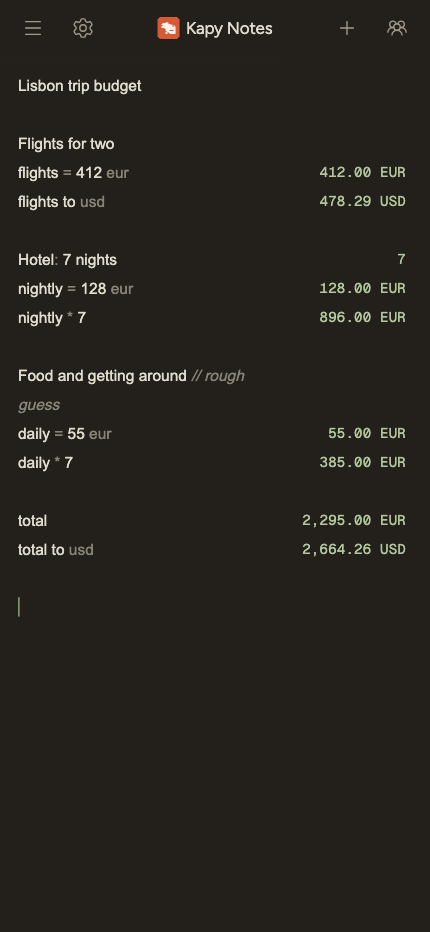 Kapy Notes
Lisbon trip budget
Flights for two
flights = 412 eur 412.00 EUR
flights to usd 478.29 USD
Hotel: 7 nights 7
nightly = 128 eur 128.00 EUR
nightly * 7 896.00 EUR
Food and getting around // rough
guess
daily = 55 eur 55.00 EUR
daily * 7 385.00 EUR
total 2,295.00 EUR
total to usd 2,664.26 USD